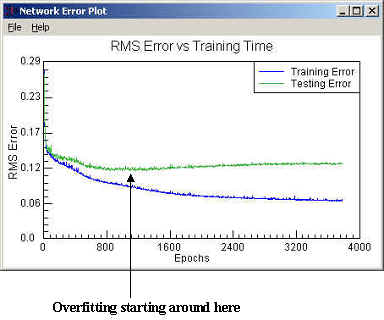 Network Error Plot
File Help
RMS Error vs Training Time
Training Error
Testing Error
RMS Error
0.29
0.23
0.17
0.12
0.06
0.0
0 800 1600 2400 3200 4000
Epochs
Overfitting starting around here